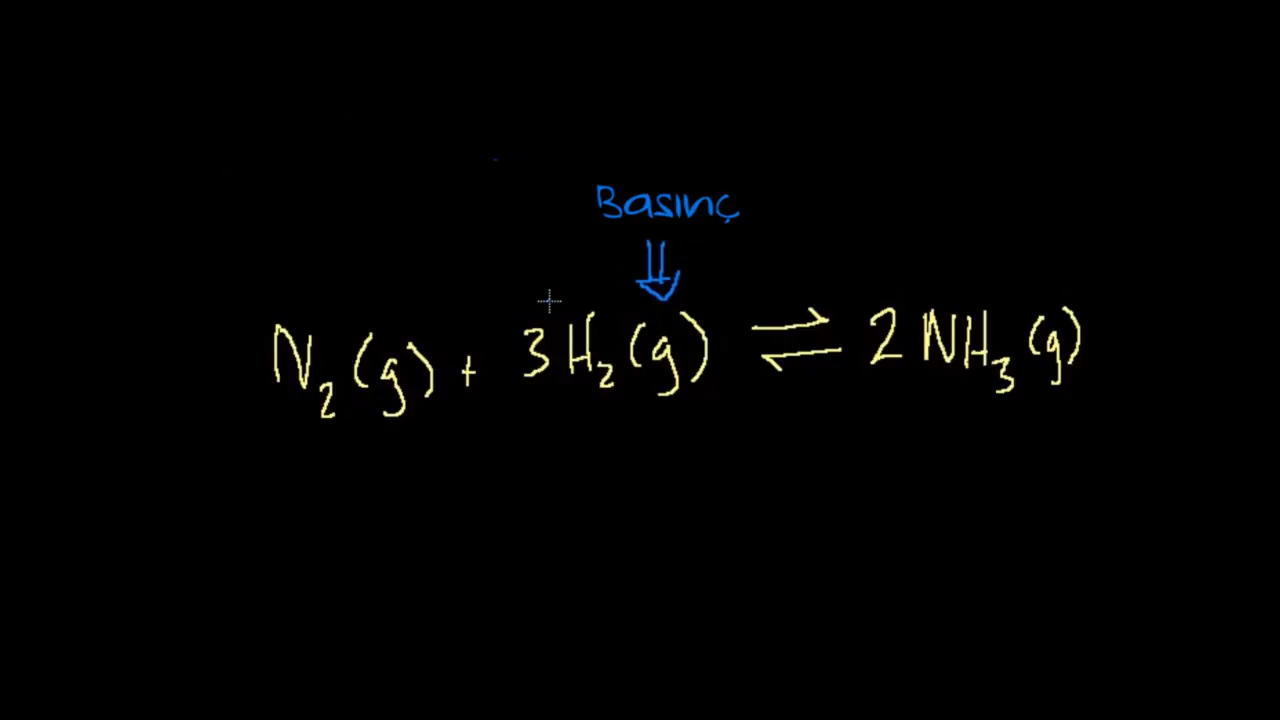 Basınç
N₂(g) + 3H₂(g) ⇌ 2NH₃(g)